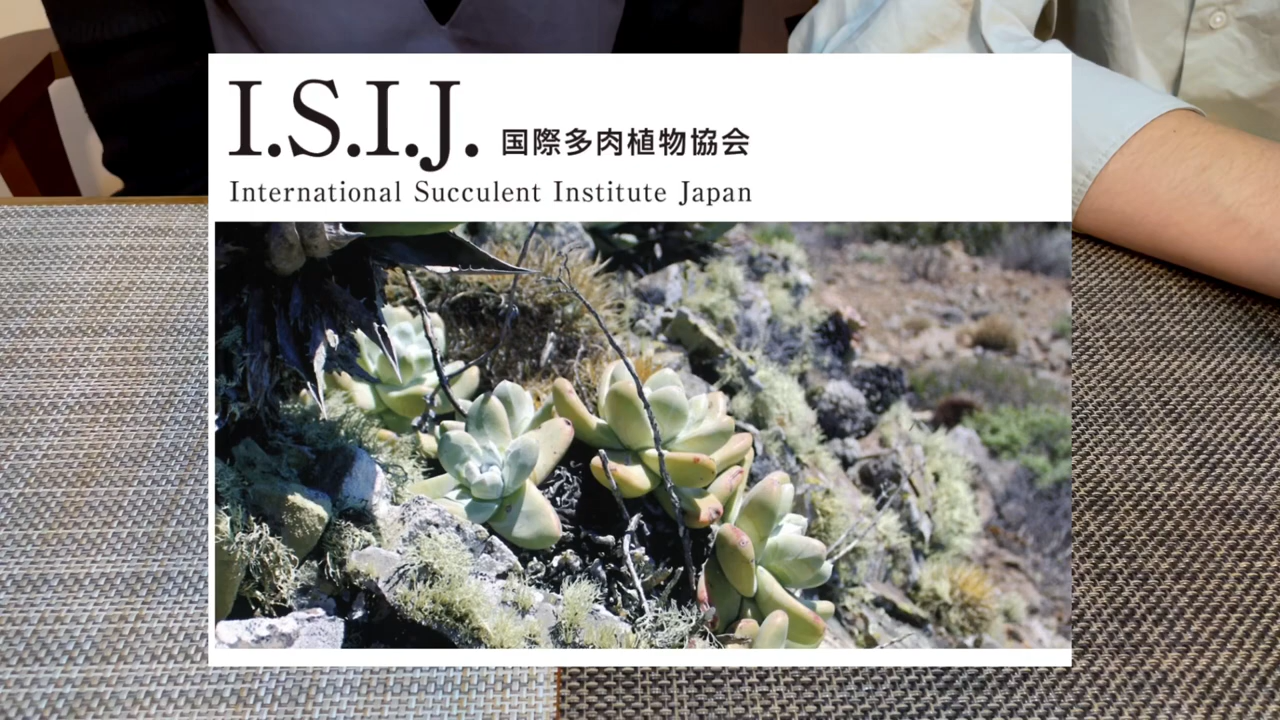 I.S.I.J. 国際多肉植物協会
International Succulent Institute Japan